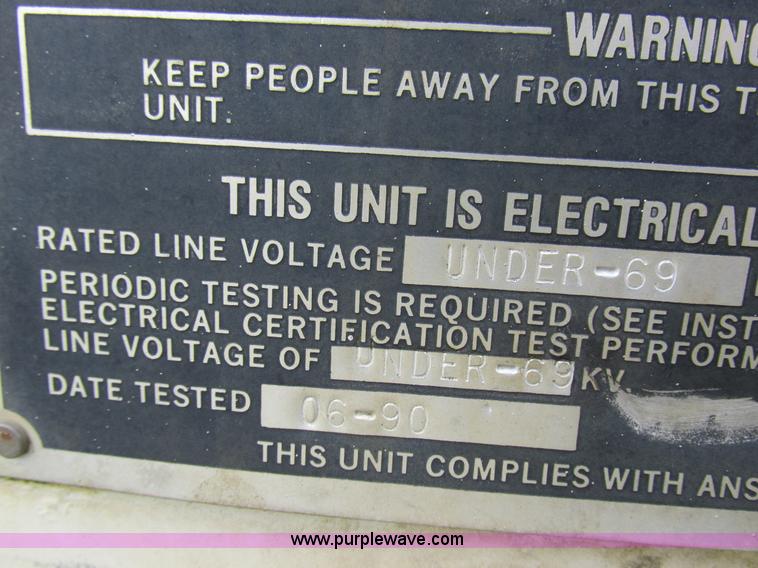 WARNING
KEEP PEOPLE AWAY FROM THIS
UNIT.
THIS UNIT IS ELECTRICAL
RATED LINE VOLTAGE UNDER-69
PERIODIC TESTING IS REQUIRED (SEE INST
ELECTRICAL CERTIFICATION TEST PERFORM
LINE VOLTAGE OF UNDER-69 KV.
DATE TESTED 06-90
THIS UNIT COMPLIES WITH ANS
www.purplewave.com